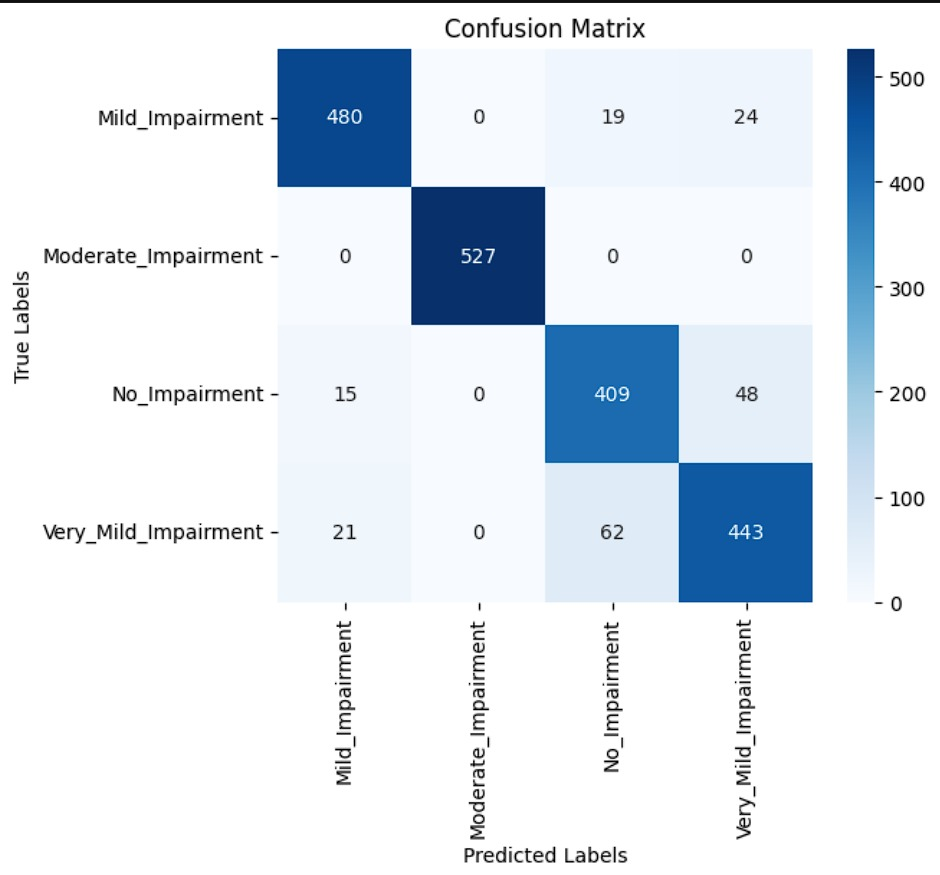 Confusion Matrix
Mild_Impairment
480 0 19 24
Moderate_Impairment
0 527 0 0
No_Impairment
15 0 409 48
Very_Mild_Impairment
21 0 62 443
True Labels
Mild_Impairment
Moderate_Impairment
No_Impairment
Very_Mild_Impairment
Predicted Labels
500
400
300
200
100
0